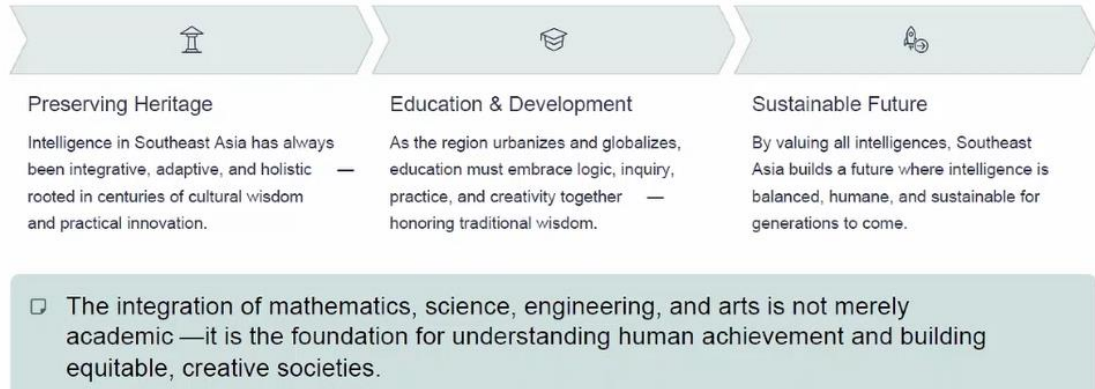 Preserving Heritage
Intelligence in Southeast Asia has always
been integrative, adaptive, and holistic —
rooted in centuries of cultural wisdom
and practical innovation.
Education & Development
As the region urbanizes and globalizes,
education must embrace logic, inquiry,
practice, and creativity together —
honoring traditional wisdom.
Sustainable Future
By valuing all intelligences, Southeast
Asia builds a future where intelligence is
balanced, humane, and sustainable for
generations to come.
The integration of mathematics, science, engineering, and arts is not merely
academic —it is the foundation for understanding human achievement and building
equitable, creative societies.